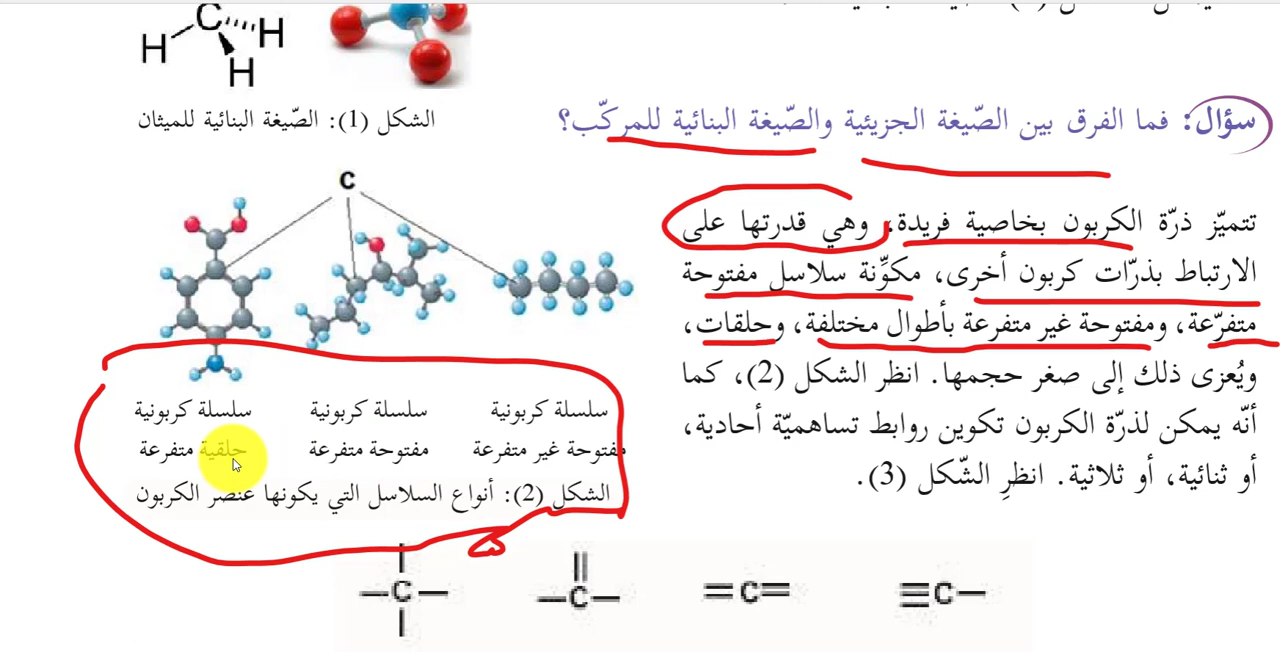 C
H
H
H
الشكل (1): الصّيغة البنائية للميثان
سؤال: فما الفرق بين الصّيغة الجزيئية والصّيغة البنائية للمركّب؟
تتميّز ذرّة الكربون بخاصية فريدة، وهي قدرتها على
الارتباط بذرّات كربون أخرى، مكوِّنة سلاسل مفتوحة
متفرّعة، ومفتوحة غير متفرعة بأطوال مختلفة، وحلقات،
ويُعزى ذلك إلى صغر حجمها. انظر الشكل (2)، كما
أنّه يمكن لذرّة الكربون تكوين روابط تساهميّة أحادية،
أو ثنائية، أو ثلاثية. انظرِ الشّكل (3).
C
سلسلة كربونية
مفتوحة غير متفرعة
سلسلة كربونية
مفتوحة متفرعة
سلسلة كربونية
حلقية متفرعة
الشكل (2): أنواع السلاسل التي يكونها عنصر الكربون
–C–
–C–
=C=
≡C–